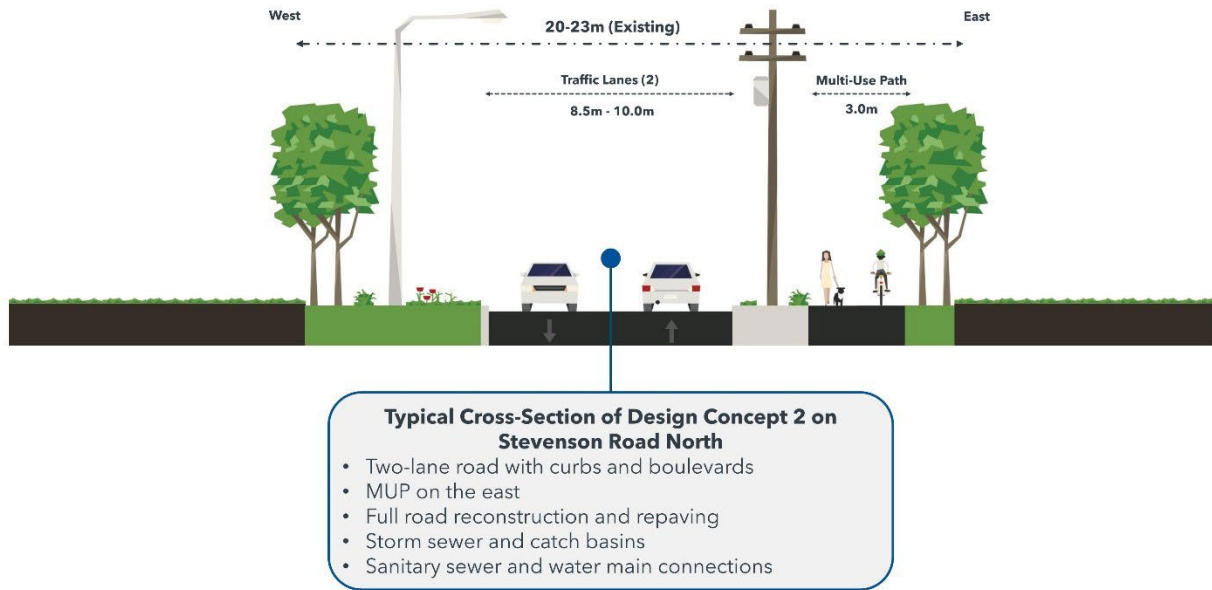 West
20-23m (Existing)
East
Traffic Lanes (2)
8.5m - 10.0m
Multi-Use Path
3.0m
Typical Cross-Section of Design Concept 2 on
Stevenson Road North
• Two-lane road with curbs and boulevards
• MUP on the east
• Full road reconstruction and repaving
• Storm sewer and catch basins
• Sanitary sewer and water main connections